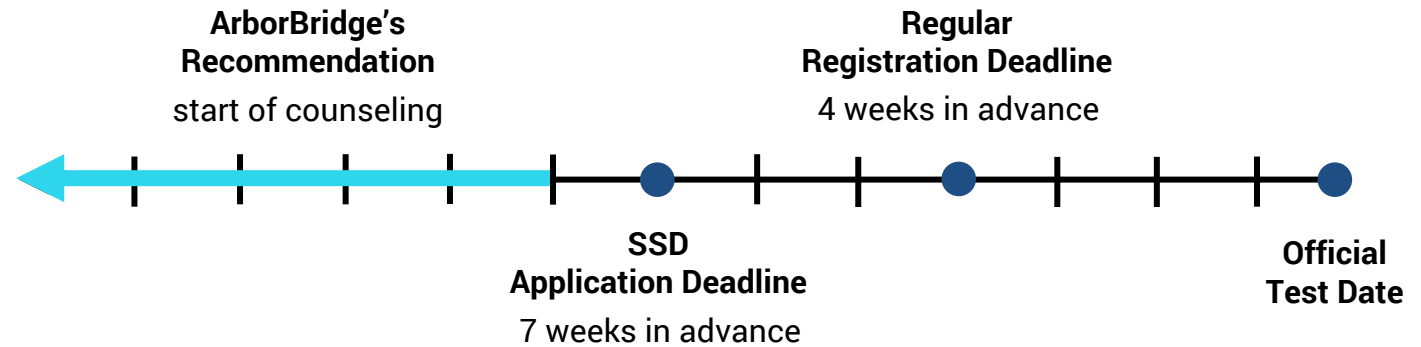 ArborBridge's
Recommendation
start of counseling
Regular
Registration Deadline
4 weeks in advance
SSD
Application Deadline
7 weeks in advance
Official
Test Date